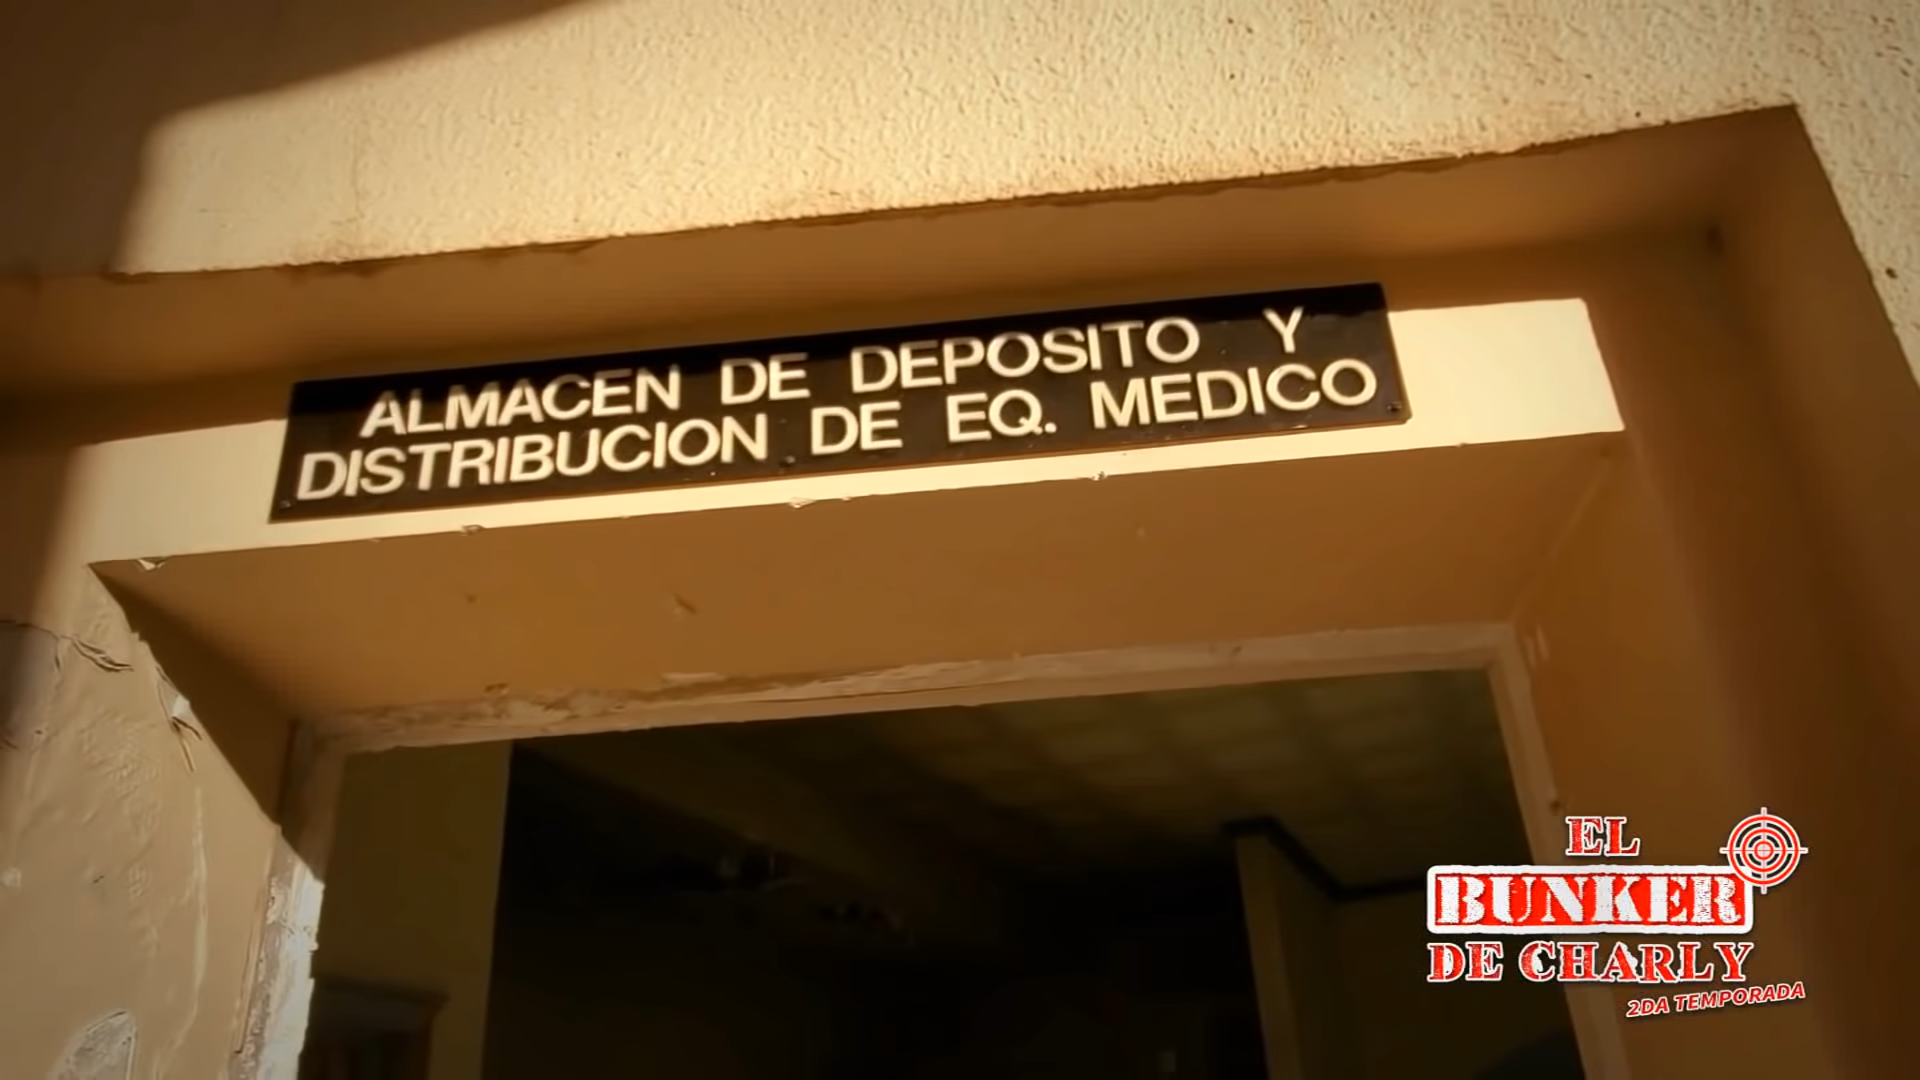 ALMACEN DE DEPOSITO Y
DISTRIBUCION DE EQ. MEDICO
EL
BUNKER
DE CHARLY
2DA TEMPORADA